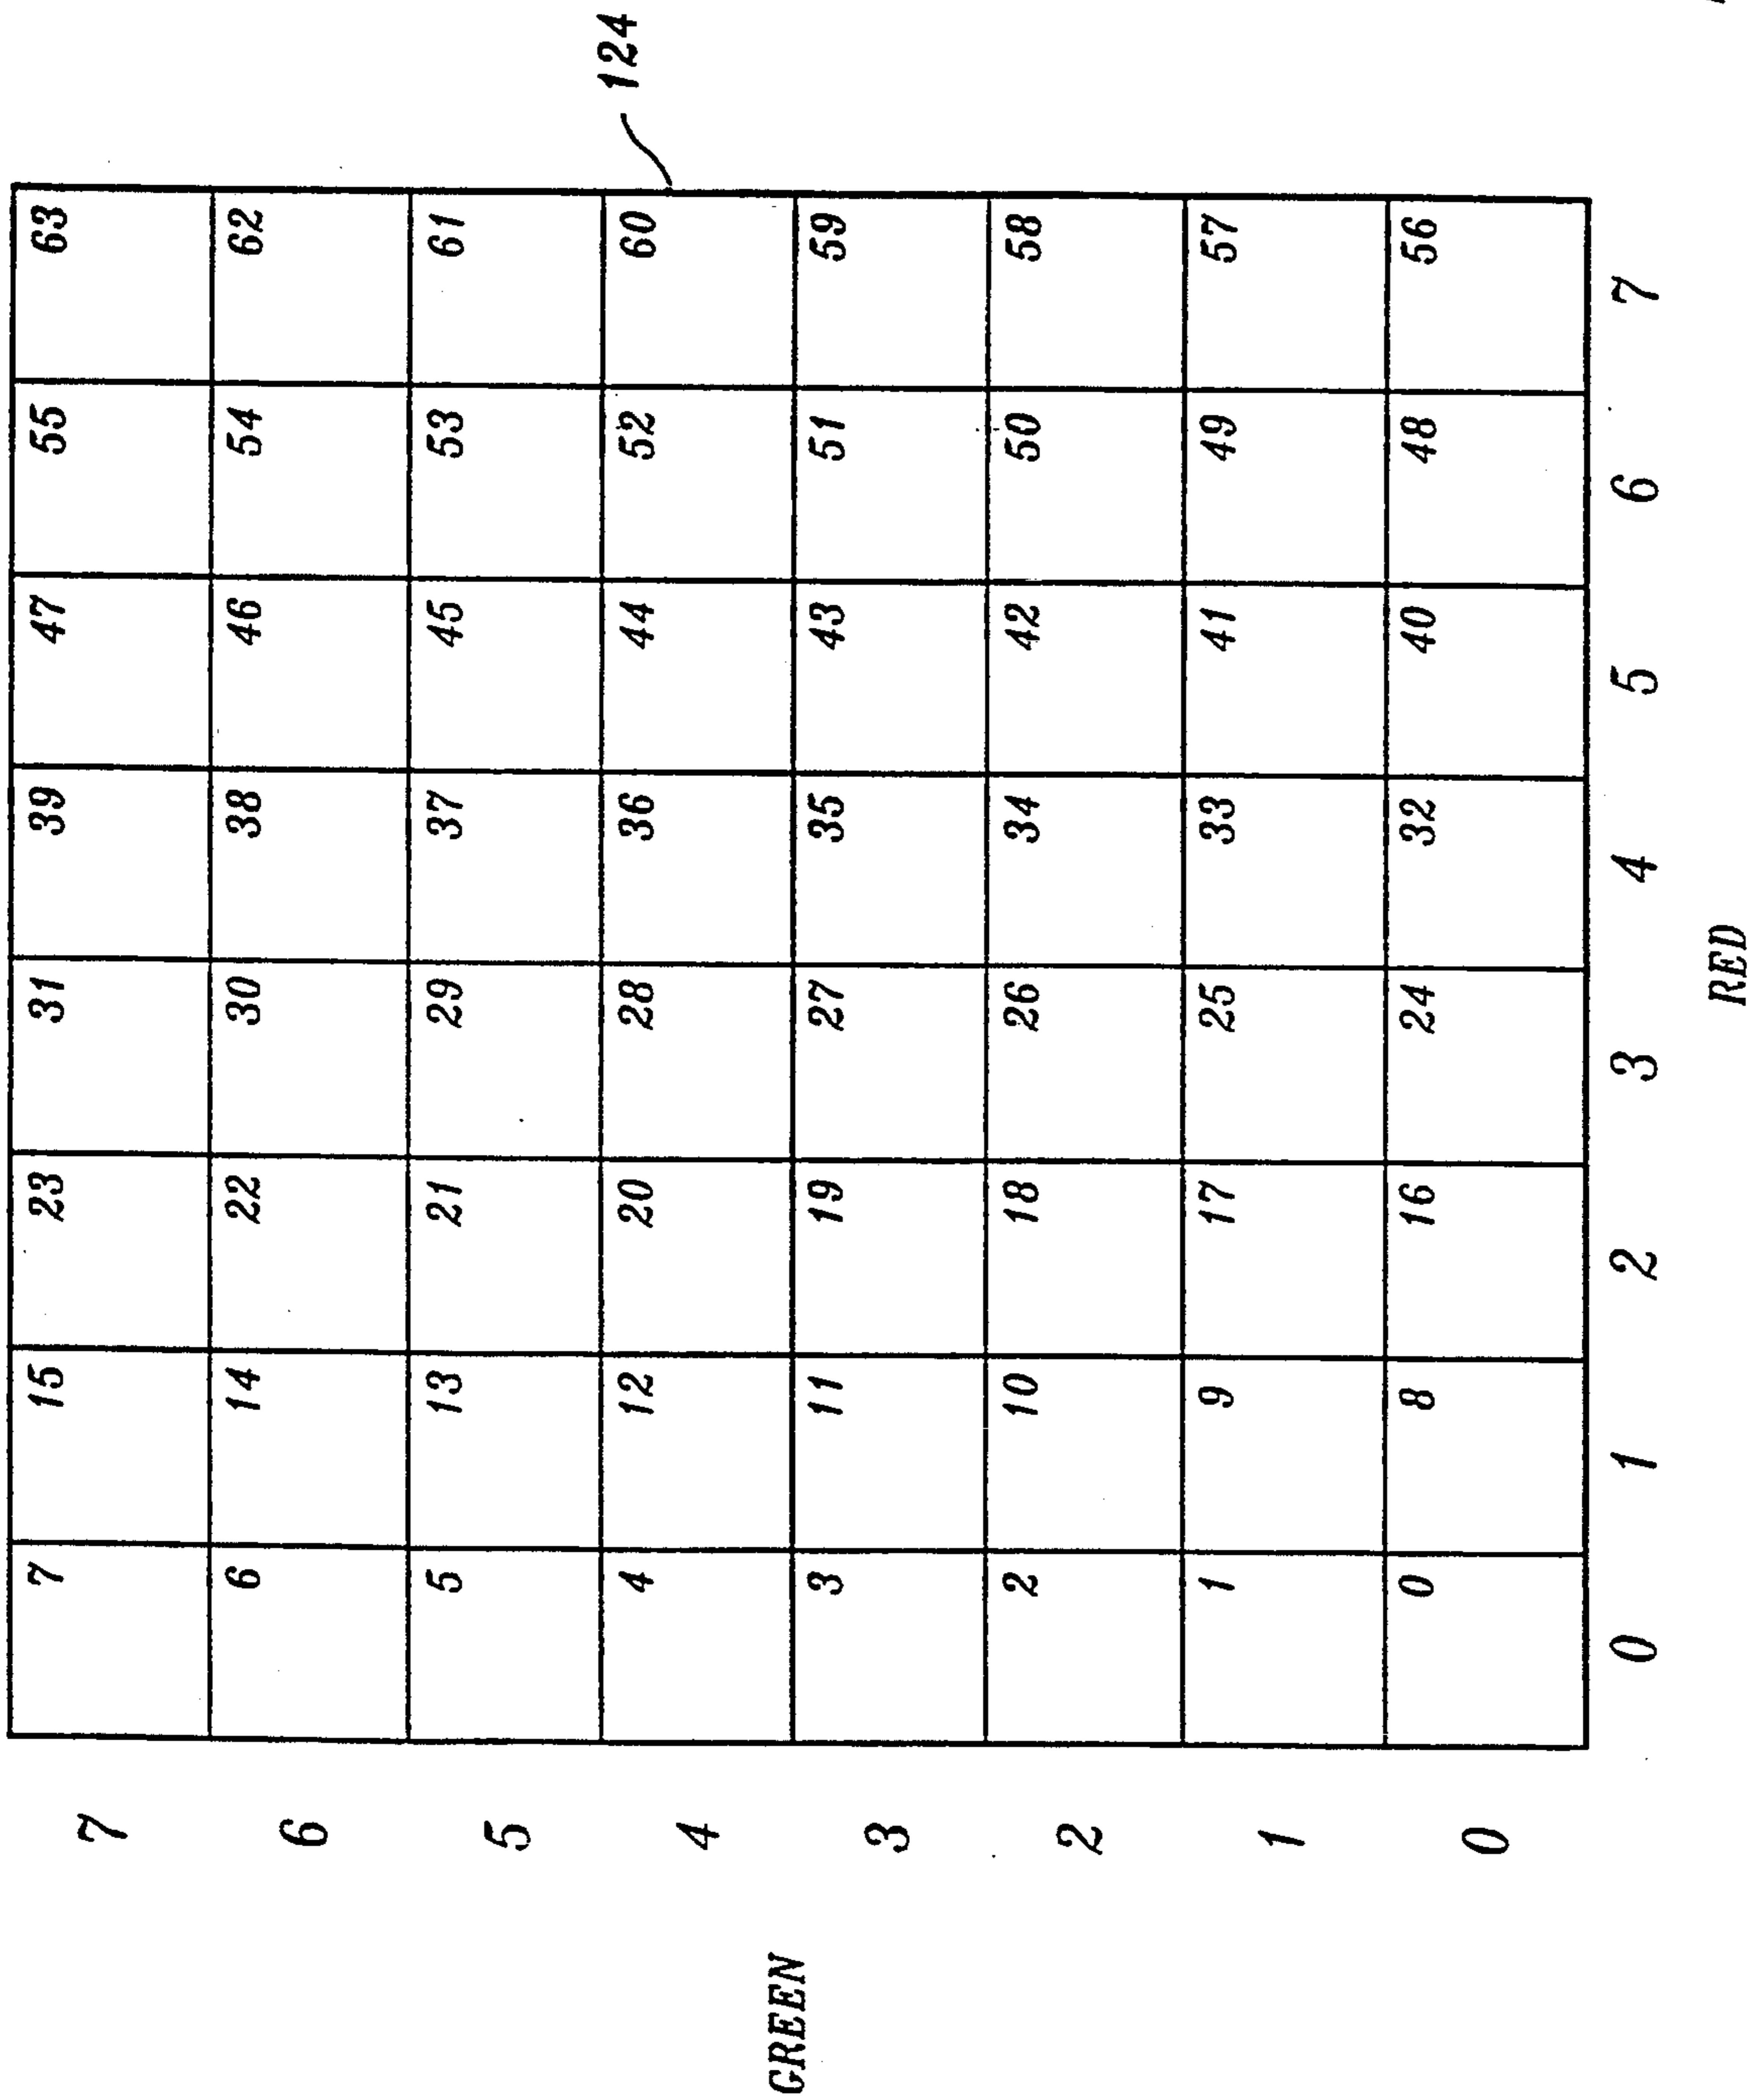 7 7 15 23 31 39 47 55 63
6 6 14 22 30 38 46 54 62
5 5 13 21 29 37 45 53 61
4 4 12 20 28 36 44 52 60 124
GREEN 3 3 11 19 27 35 43 51 59
2 2 10 18 26 34 42 50 58
1 1 9 17 25 33 41 49 57
0 0 8 16 24 32 40 48 56
0 1 2 3 4 5 6 7
RED